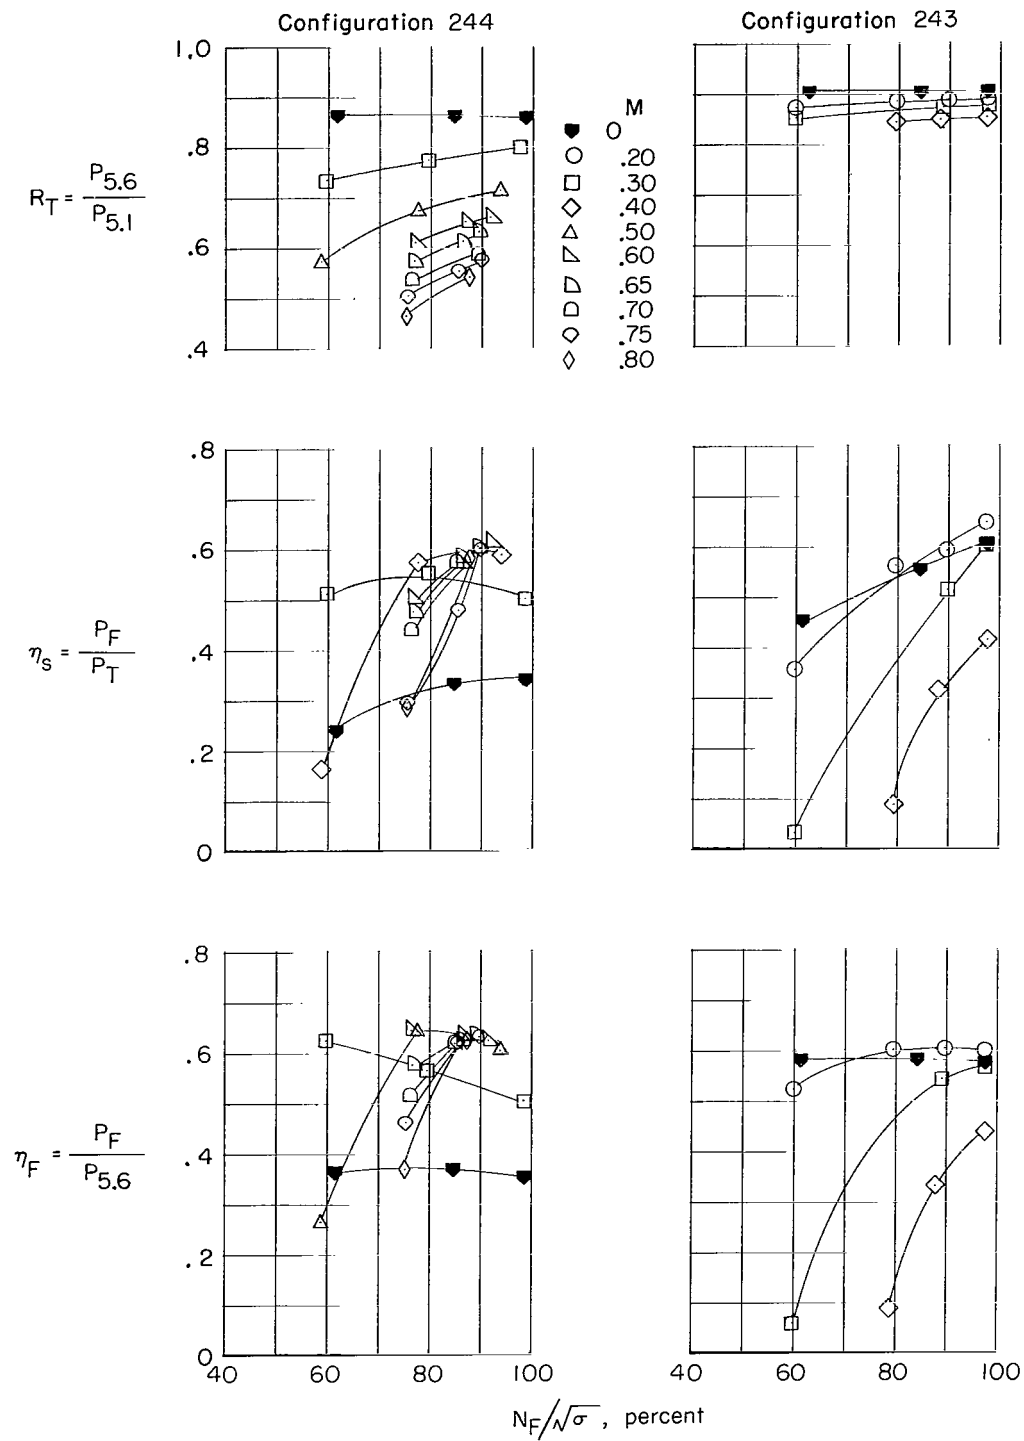 Configuration 244
Configuration 243
1.0
.8
.6
.4
R_T = P_5.6 / P_5.1
M
0
.20
.30
.40
.50
.60
.65
.70
.75
.80
.8
.6
.4
.2
0
η_s = P_F / P_T
.8
.6
.4
.2
0
η_F = P_F / P_5.6
40 60 80 100
40 60 80 100
N_F/√σ, percent